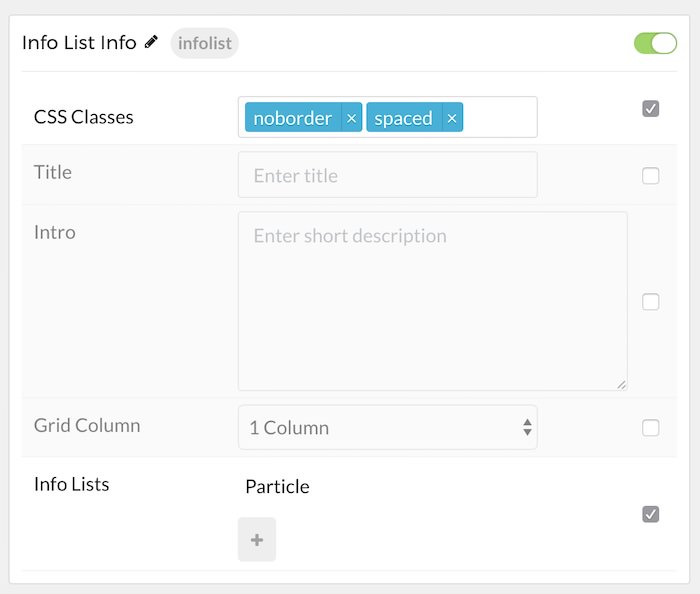 Info List Info infolist
CSS Classes noborder × spaced ×
Title Enter title
Intro Enter short description
Grid Column 1 Column
Info Lists Particle
+